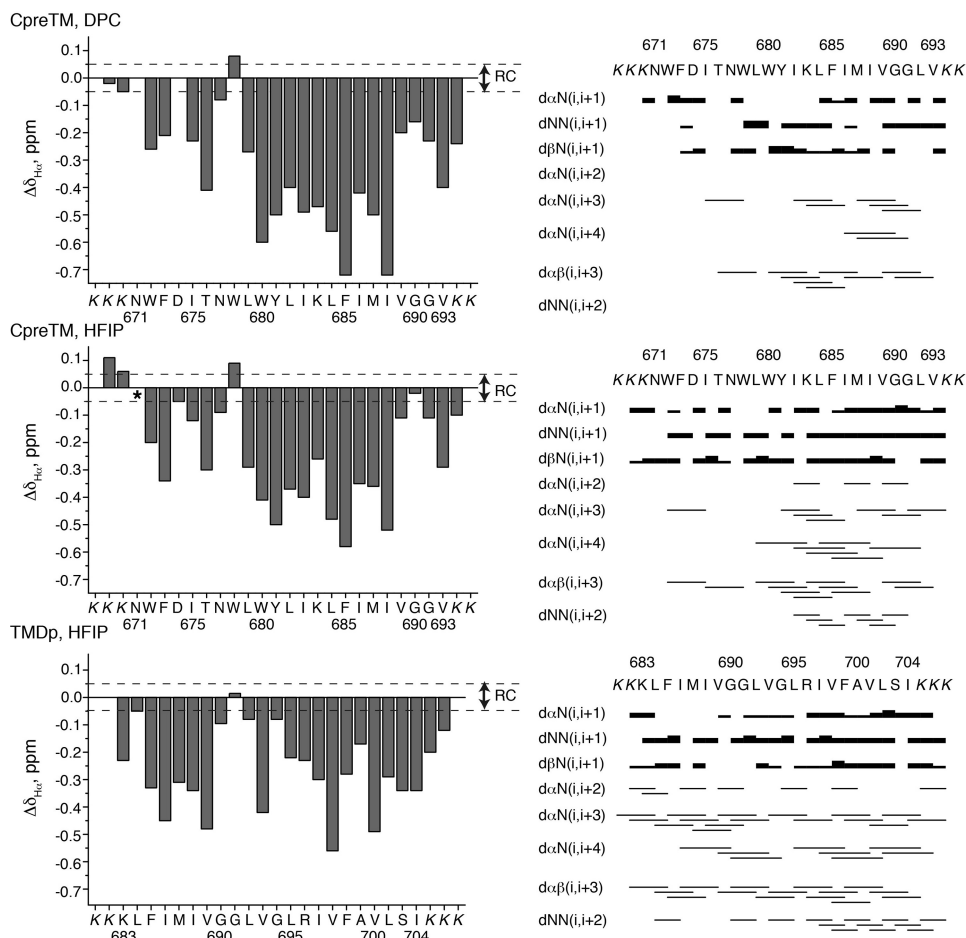 CpreTM, DPC
0.1
0.0
-0.1
-0.2
-0.3
-0.4
-0.5
-0.6
-0.7
ΔδHα, ppm
RC
K K K N W F D I T N W L W Y L I K L F I M I V G G V K K
671 675 680 685 690 693
671 675 680 685 690 693
K K K N W F D I T N W L W Y I K L F I M I V G G L V K K
dαN(i,i+1)
dNN(i,i+1)
dβN(i,i+1)
dαN(i,i+2)
dαN(i,i+3)
dαN(i,i+4)
dαβ(i,i+3)
dNN(i,i+2)
CpreTM, HFIP
0.1
0.0
-0.1
-0.2
-0.3
-0.4
-0.5
-0.6
-0.7
ΔδHα, ppm
*
RC
K K K N W F D I T N W L W Y L I K L F I M I V G G V K K
671 675 680 685 690 693
671 675 680 685 690 693
K K K N W F D I T N W L W Y I K L F I M I V G G L V K K
dαN(i,i+1)
dNN(i,i+1)
dβN(i,i+1)
dαN(i,i+2)
dαN(i,i+3)
dαN(i,i+4)
dαβ(i,i+3)
dNN(i,i+2)
TMDp, HFIP
0.1
0.0
-0.1
-0.2
-0.3
-0.4
-0.5
-0.6
-0.7
ΔδHα, ppm
RC
K K K L F I M I V G G L V G L R I V F A V L S I K K K
683 690 695 700 704
683 690 695 700 704
K K K L F I M I V G G L V G L R I V F A V L S I K K K
dαN(i,i+1)
dNN(i,i+1)
dβN(i,i+1)
dαN(i,i+2)
dαN(i,i+3)
dαN(i,i+4)
dαβ(i,i+3)
dNN(i,i+2)